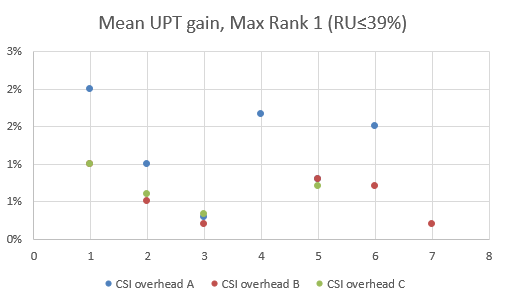 Mean UPT gain, Max Rank 1 (RU≤39%)
3%
2%
2%
1%
1%
0%
0 1 2 3 4 5 6 7 8
CSI overhead A CSI overhead B CSI overhead C